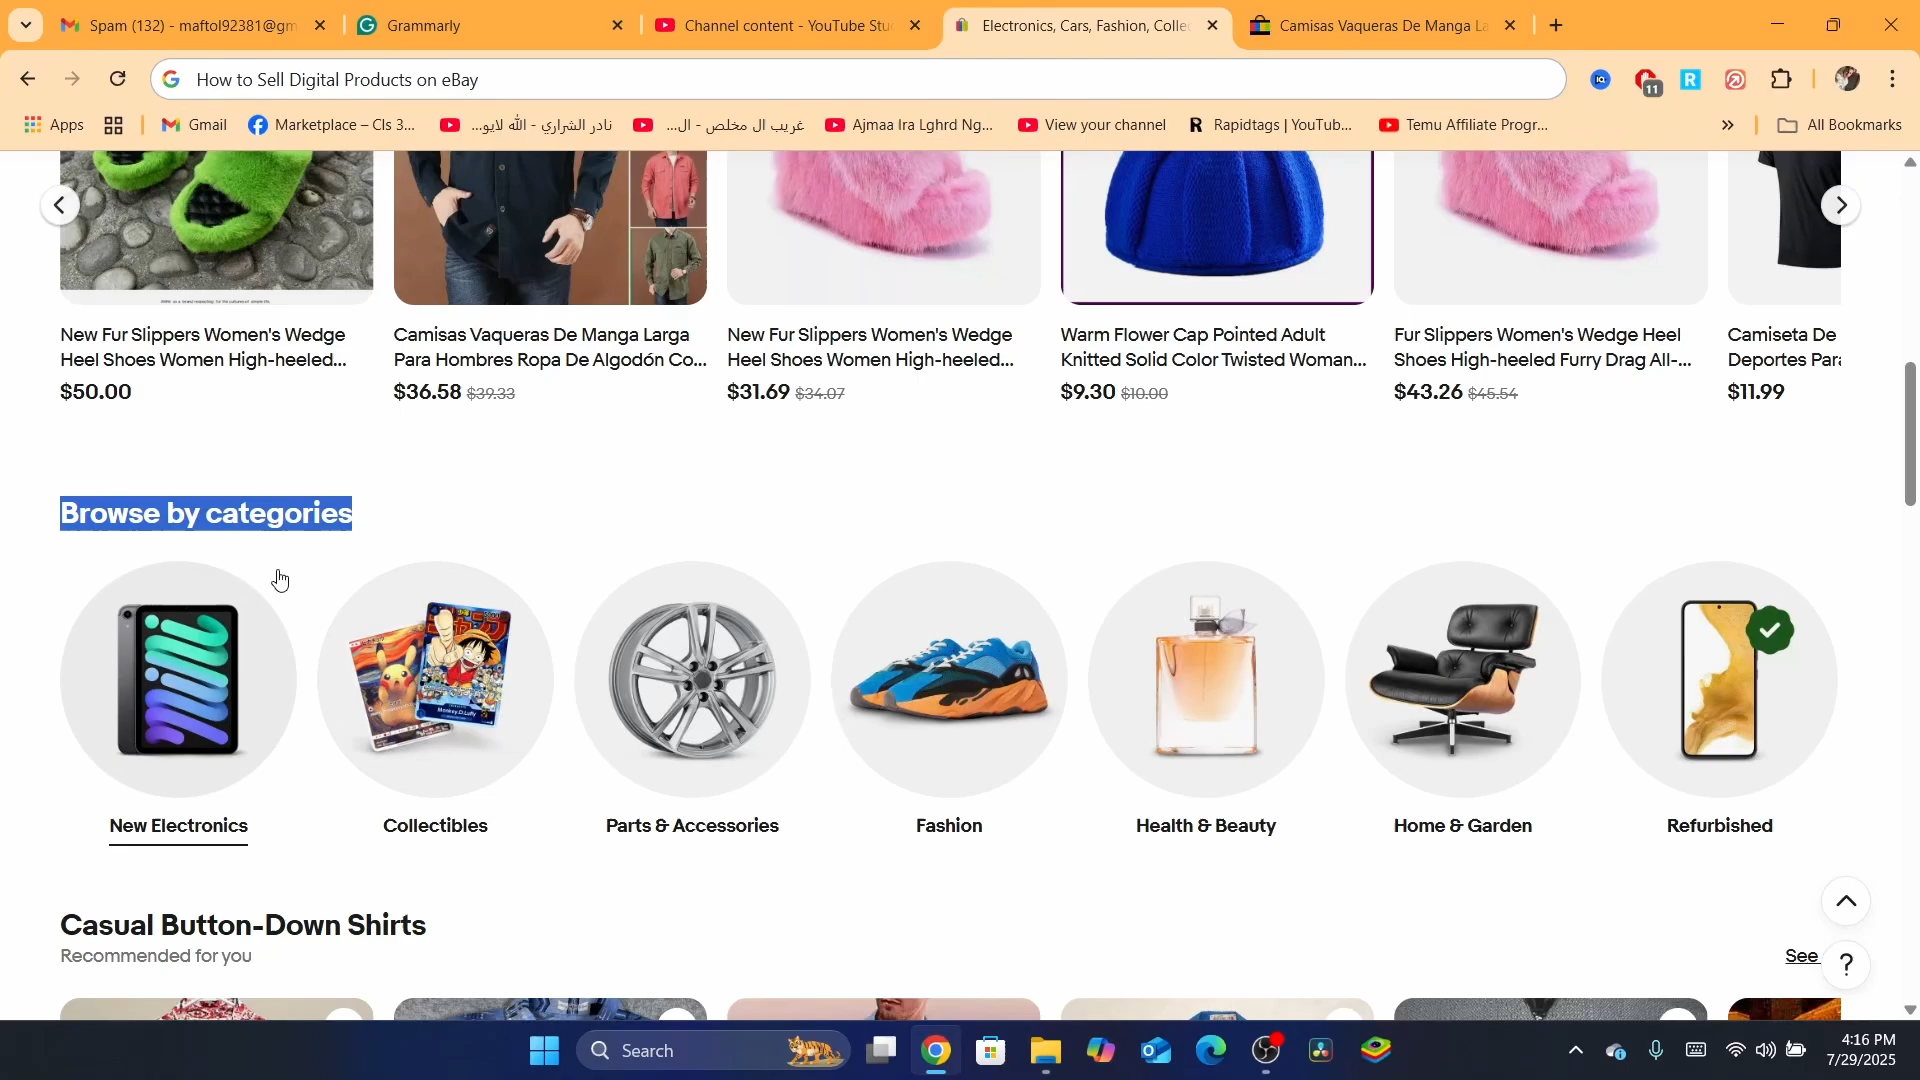 Spam (132) - maftol92381@gm
Grammarly
Channel content - YouTube Stu
Electronics, Cars, Fashion, Collec
Camisas Vaqueras De Manga La
How to Sell Digital Products on eBay
11
Apps
Gmail
Marketplace – Cls 3...
نادر الشراري - الله لايو...
غريب ال مخلص - ال...
Ajmaa Ira Lghrd Ng...
View your channel
Rapidtags | YouTub...
Temu Affiliate Progr...
All Bookmarks
New Fur Slippers Women's Wedge
Heel Shoes Women High-heeled...
$50.00
Camisas Vaqueras De Manga Larga
Para Hombres Ropa De Algodón Co...
$36.58 $39.33
New Fur Slippers Women's Wedge
Heel Shoes Women High-heeled...
$31.69 $34.07
Warm Flower Cap Pointed Adult
Knitted Solid Color Twisted Woman...
$9.30 $10.00
Fur Slippers Women's Wedge Heel
Shoes High-heeled Furry Drag All-...
$43.26 $45.54
Camiseta De
Deportes Para
$11.99
Browse by categories
New Electronics
Collectibles
Parts & Accessories
Fashion
Health & Beauty
Home & Garden
Refurbished
Casual Button-Down Shirts
Recommended for you
See
Search
4:16 PM
7/29/2025